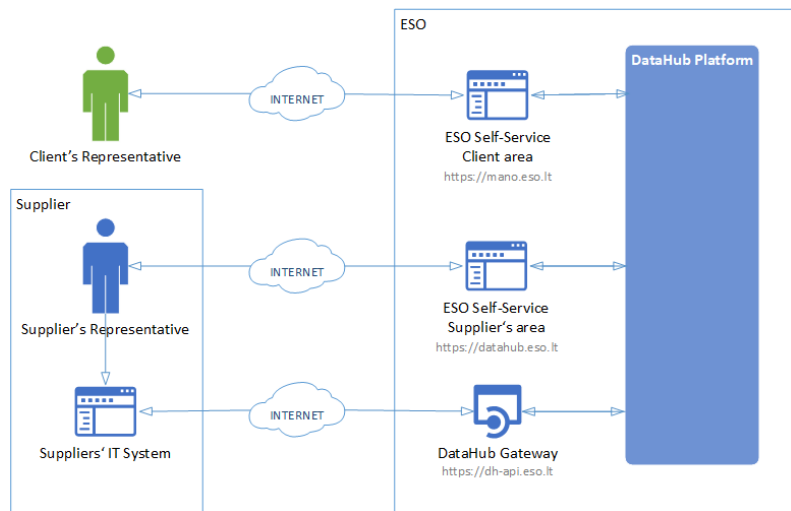 ESO
DataHub Platform
INTERNET
Client's Representative
ESO Self-Service
Client area
https://mano.eso.lt
Supplier
INTERNET
Supplier's Representative
ESO Self-Service
Supplier's area
https://datahub.eso.lt
INTERNET
Suppliers' IT System
DataHub Gateway
https://dh-api.eso.lt